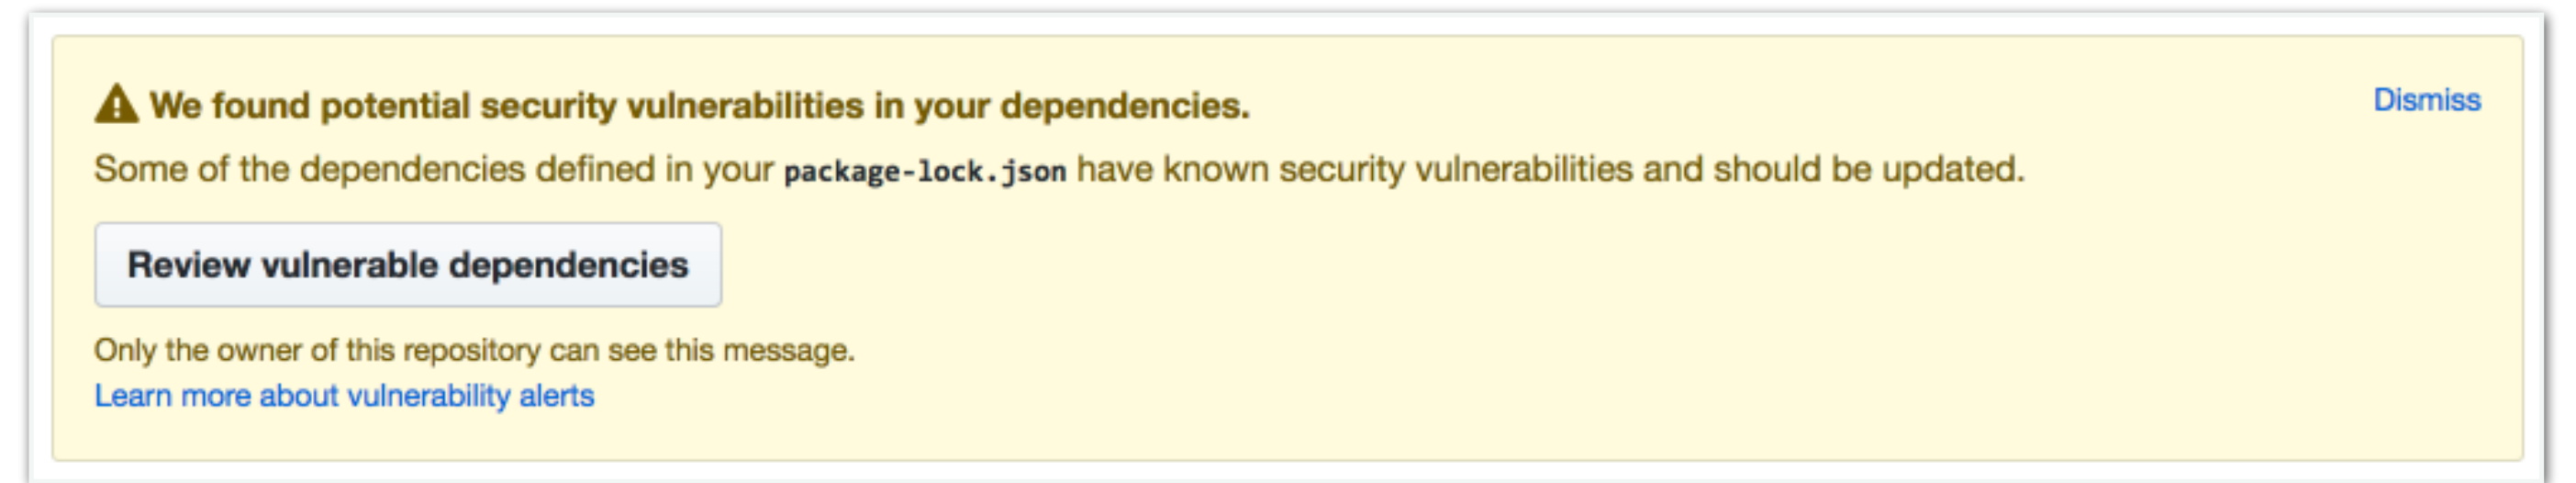 We found potential security vulnerabilities in your dependencies.
Dismiss
Some of the dependencies defined in your package-lock.json have known security vulnerabilities and should be updated.
Review vulnerable dependencies
Only the owner of this repository can see this message.
Learn more about vulnerability alerts